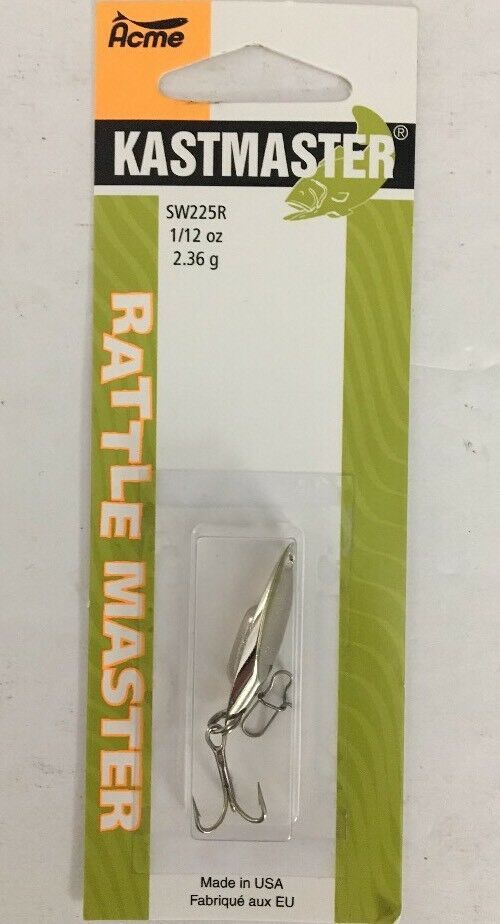 Acme
KASTMASTER®
SW225R
1/12 oz
2.36 g
RATTLE MASTER
Made in USA
Fabriqué aux EU